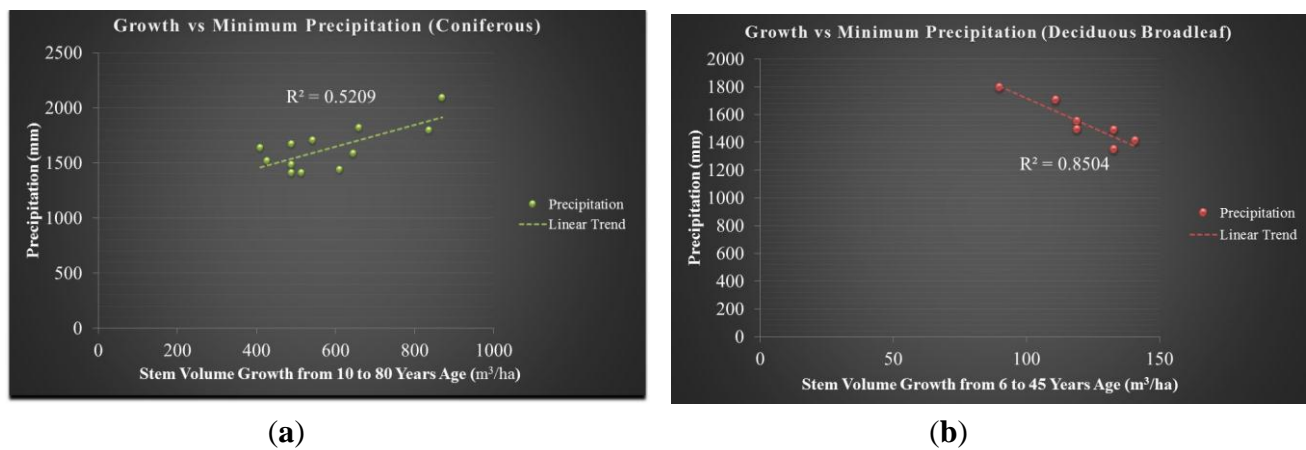 Growth vs Minimum Precipitation (Coniferous)
2500
2000
1500
1000
500
0
Precipitation (mm)
R² = 0.5209
Precipitation
Linear Trend
0 200 400 600 800 1000
Stem Volume Growth from 10 to 80 Years Age (m³/ha)
(a)
Growth vs Minimum Precipitation (Deciduous Broadleaf)
2000
1800
1600
1400
1200
1000
800
600
400
200
0
Precipitation (mm)
R² = 0.8504
Precipitation
Linear Trend
0 50 100 150
Stem Volume Growth from 6 to 45 Years Age (m³/ha)
(b)